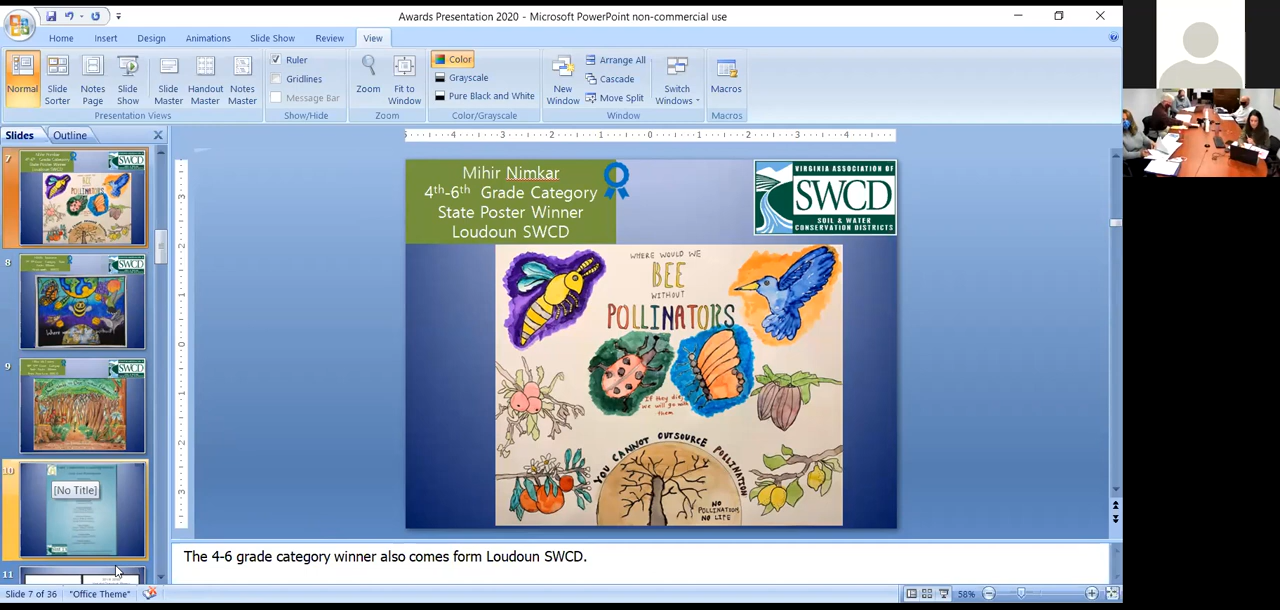 Awards Presentation 2020 - Microsoft PowerPoint non-commercial use
Home Insert Design Animations Slide Show Review View
Normal Slide Sorter Notes Page Slide Show Slide Master Handout Master Notes Master
Presentation Views
Ruler
Gridlines
Message Bar
Show/Hide
Zoom Fit to Window
Zoom
Color
Grayscale
Pure Black and White
Color/Grayscale
New Window
Arrange All
Cascade
Move Split
Switch Windows
Window
Macros
Macros
Slides Outline
7
8
9
10
[No Title]
11
Mihir Nimkar
4th-6th Grade Category
State Poster Winner
Loudoun SWCD
VIRGINIA ASSOCIATION OF
SWCD
SOIL & WATER
CONSERVATION DISTRICTS
WHERE WOULD WE
BEE
WITHOUT
POLLINATORS
If they die,
we will go with
them
YOU CANNOT OUTSOURCE POLLINATION
NO
POLLINATORS
NO LIFE
The 4-6 grade category winner also comes form Loudoun SWCD.
Slide 7 of 36 "Office Theme" 58%